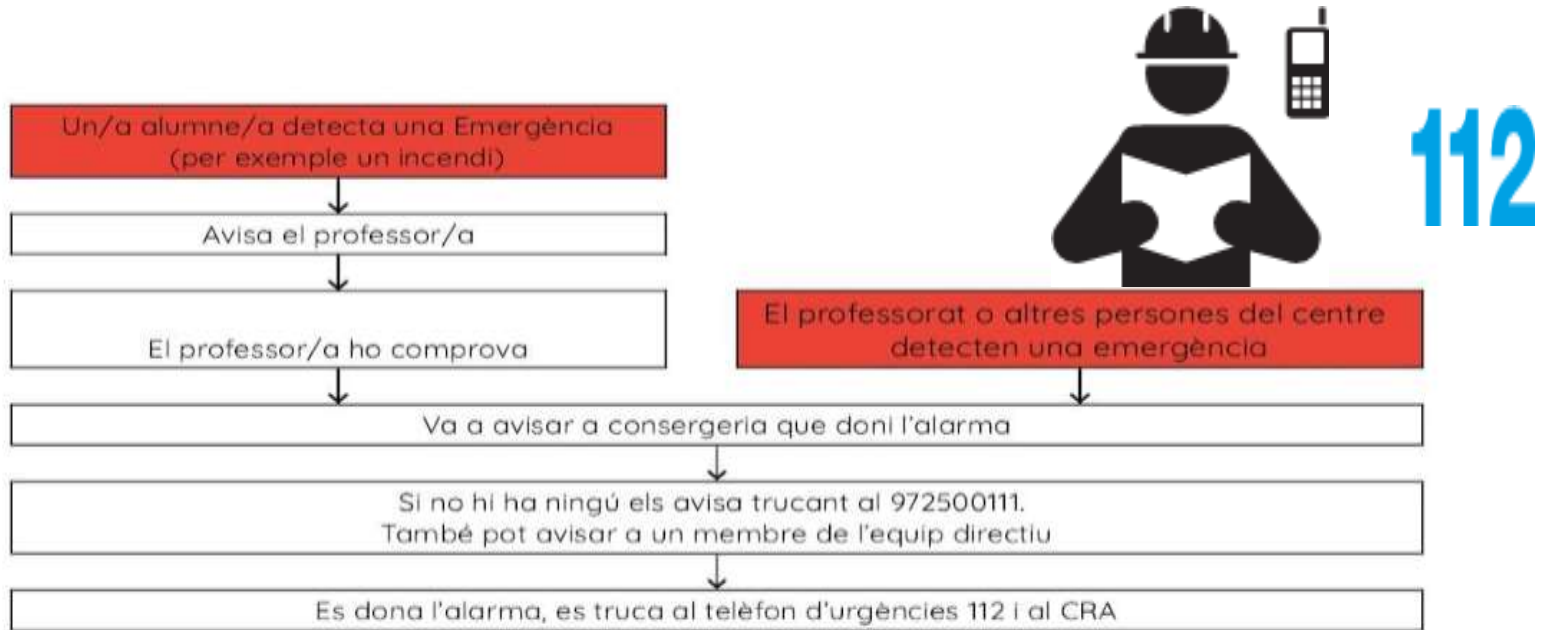 112
Un/a alumne/a detecta una Emergència
(per exemple un incendi)
Avisa el professor/a
El professor/a ho comprova
El professorat o altres persones del centre
detecten una emergència
Va a avisar a consergeria que doni l'alarma
Si no hi ha ningú els avisa trucant al 972500111.
També pot avisar a un membre de l'equip directiu
Es dona l'alarma, es truca al telèfon d'urgències 112 i al CRA